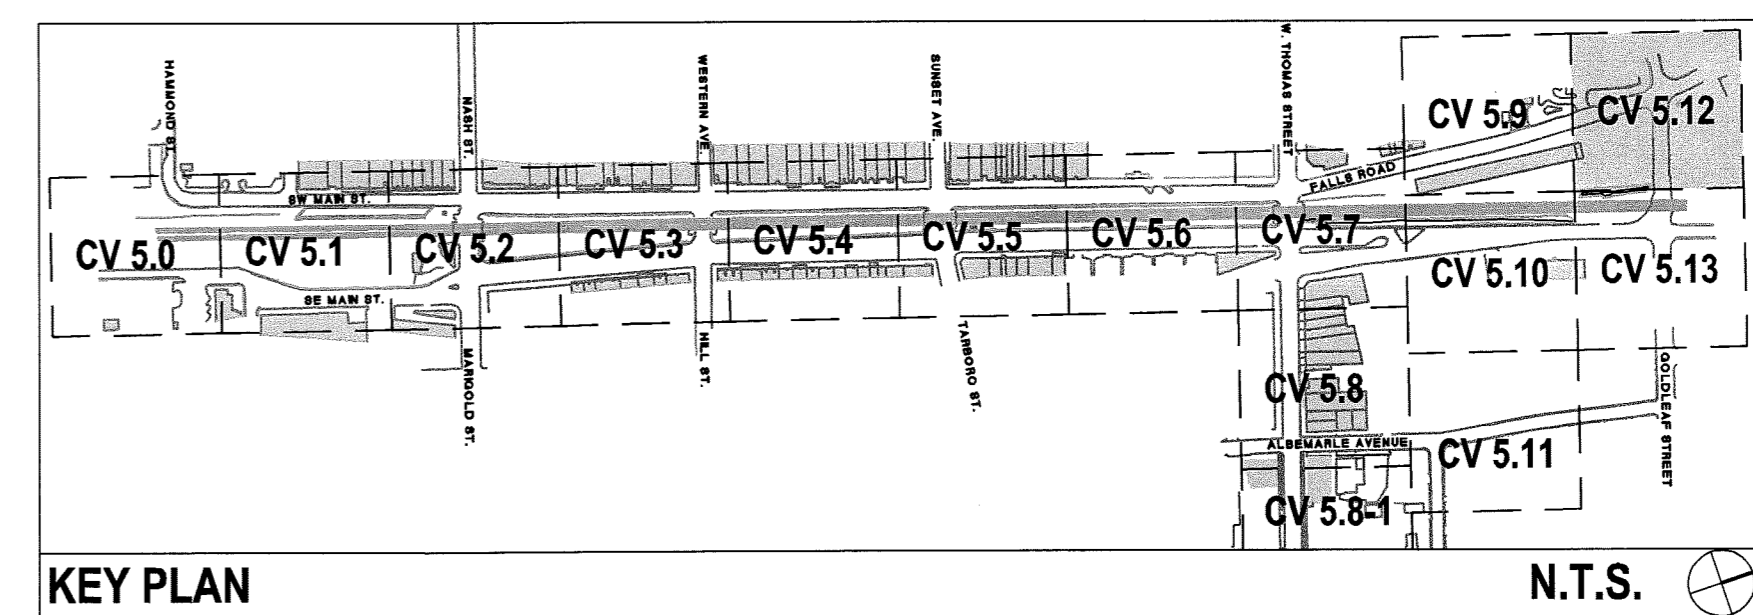 HAMMOND ST.
NASH ST.
WESTERN AVE.
SUNSET AVE.
W. THOMAS STREET
CV 5.9
CV 5.12
FALLS ROAD
SW MAIN ST.
CV 5.0
CV 5.1
CV 5.2
CV 5.3
CV 5.4
CV 5.5
CV 5.6
CV 5.7
CV 5.10
CV 5.13
SE MAIN ST.
MARIGOLD ST.
HILL ST.
TARBORO ST.
GOLDLEAF STREET
CV 5.8
ALBEMARLE AVENUE
CV 5.11
CV 5.8-1
KEY PLAN
N.T.S.